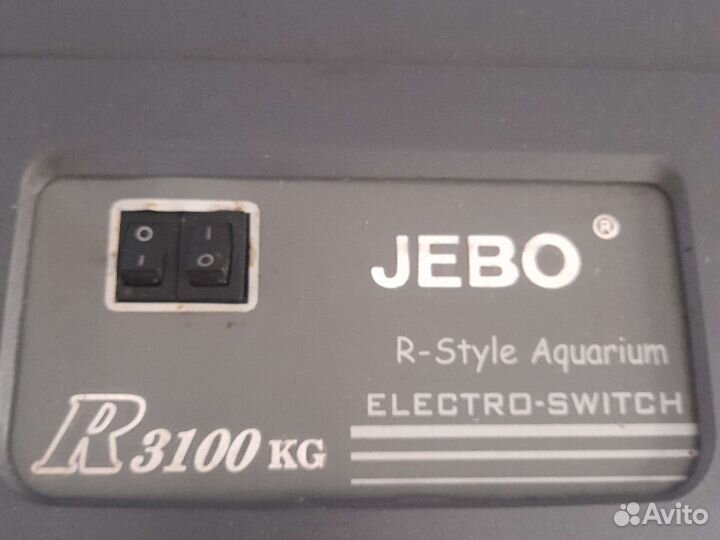 JEBO ®
R-Style Aquarium
ELECTRO-SWITCH
R3100 KG
Avito